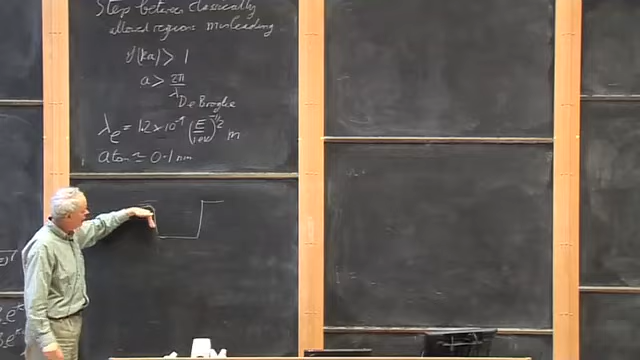 Step between classically
allowed regions misleading
(ka) > 1
a > 2π/λ
De Broglie
λe = 1.2 × 10⁻⁹ (E/1eV)^-1/2 m
atom ≈ 0.1 nm